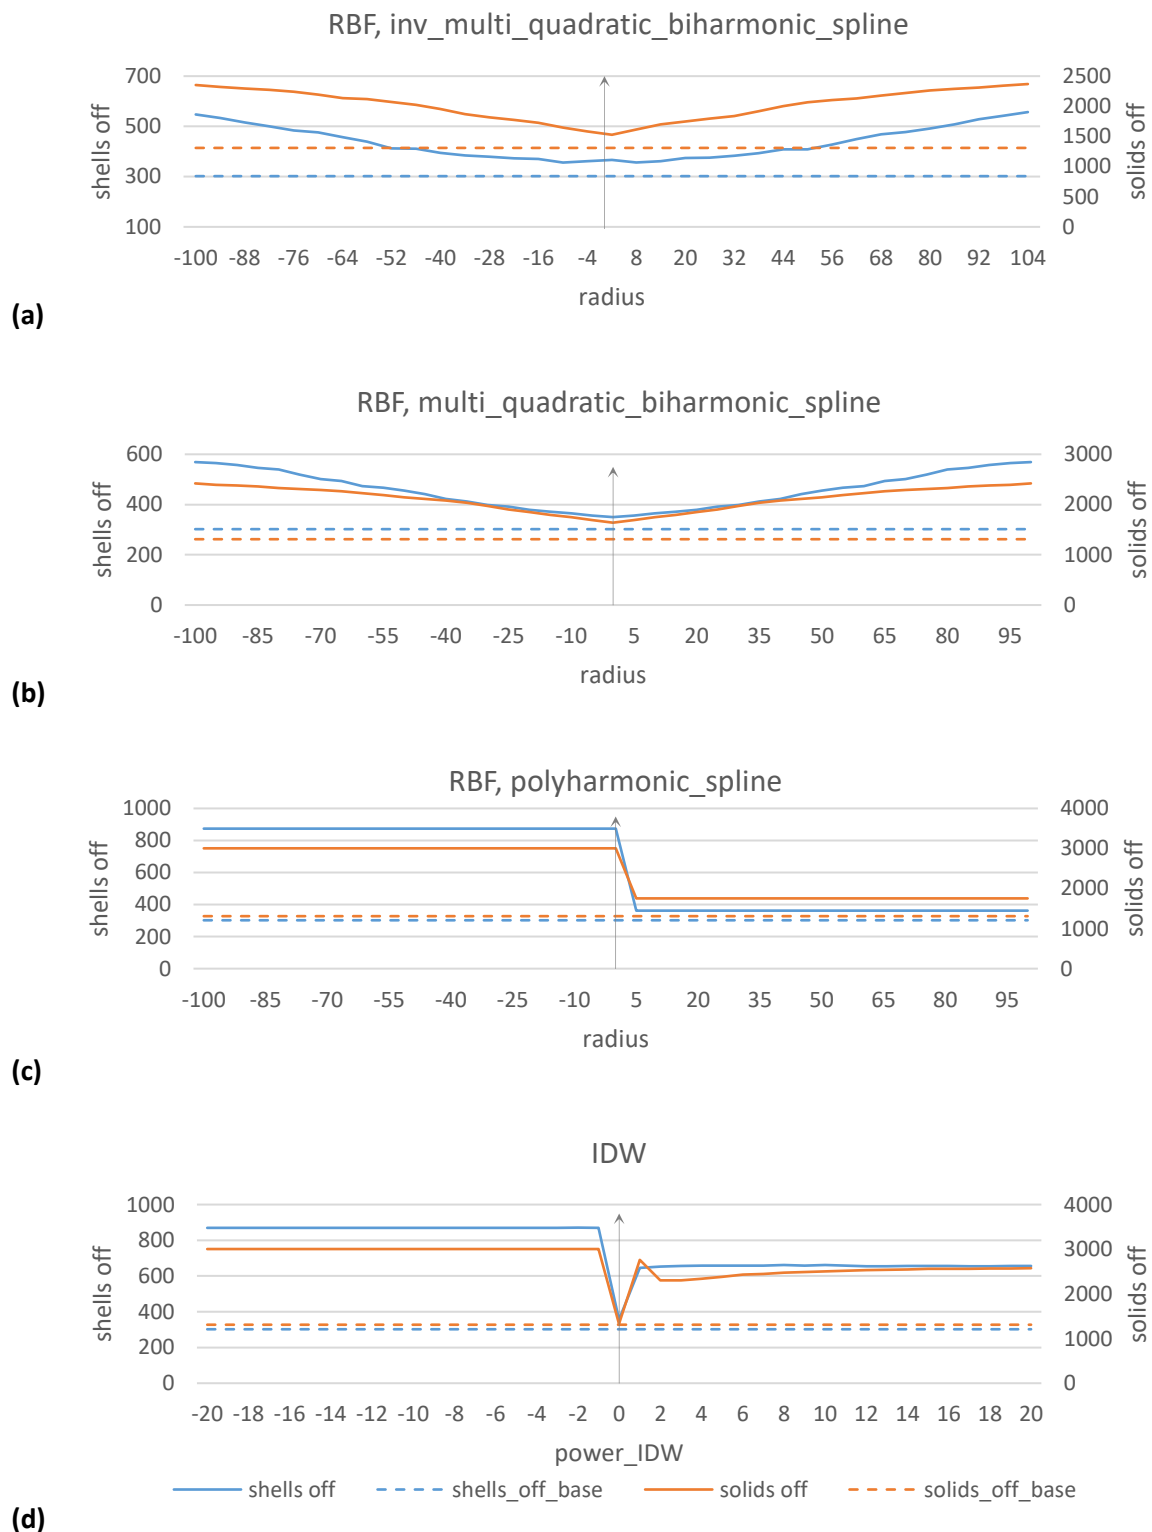 RBF, inv_multi_quadratic_biharmonic_spline
700 2500
500 2000
1500
300 1000
500
100 0
shells off
solids off
-100 -88 -76 -64 -52 -40 -28 -16 -4 8 20 32 44 56 68 80 92 104
radius
(a)
RBF, multi_quadratic_biharmonic_spline
600 3000
400 2000
200 1000
0 0
shells off
solids off
-100 -85 -70 -55 -40 -25 -10 5 20 35 50 65 80 95
radius
(b)
RBF, polyharmonic_spline
1000 4000
800 3000
600
400 2000
200 1000
0 0
shells off
solids off
-100 -85 -70 -55 -40 -25 -10 5 20 35 50 65 80 95
radius
(c)
IDW
1000 4000
800 3000
600 2000
400
200 1000
0 0
shells off
solids off
-20 -18 -16 -14 -12 -10 -8 -6 -4 -2 0 2 4 6 8 10 12 14 16 18 20
power_IDW
shells off shells_off_base solids off solids_off_base
(d)